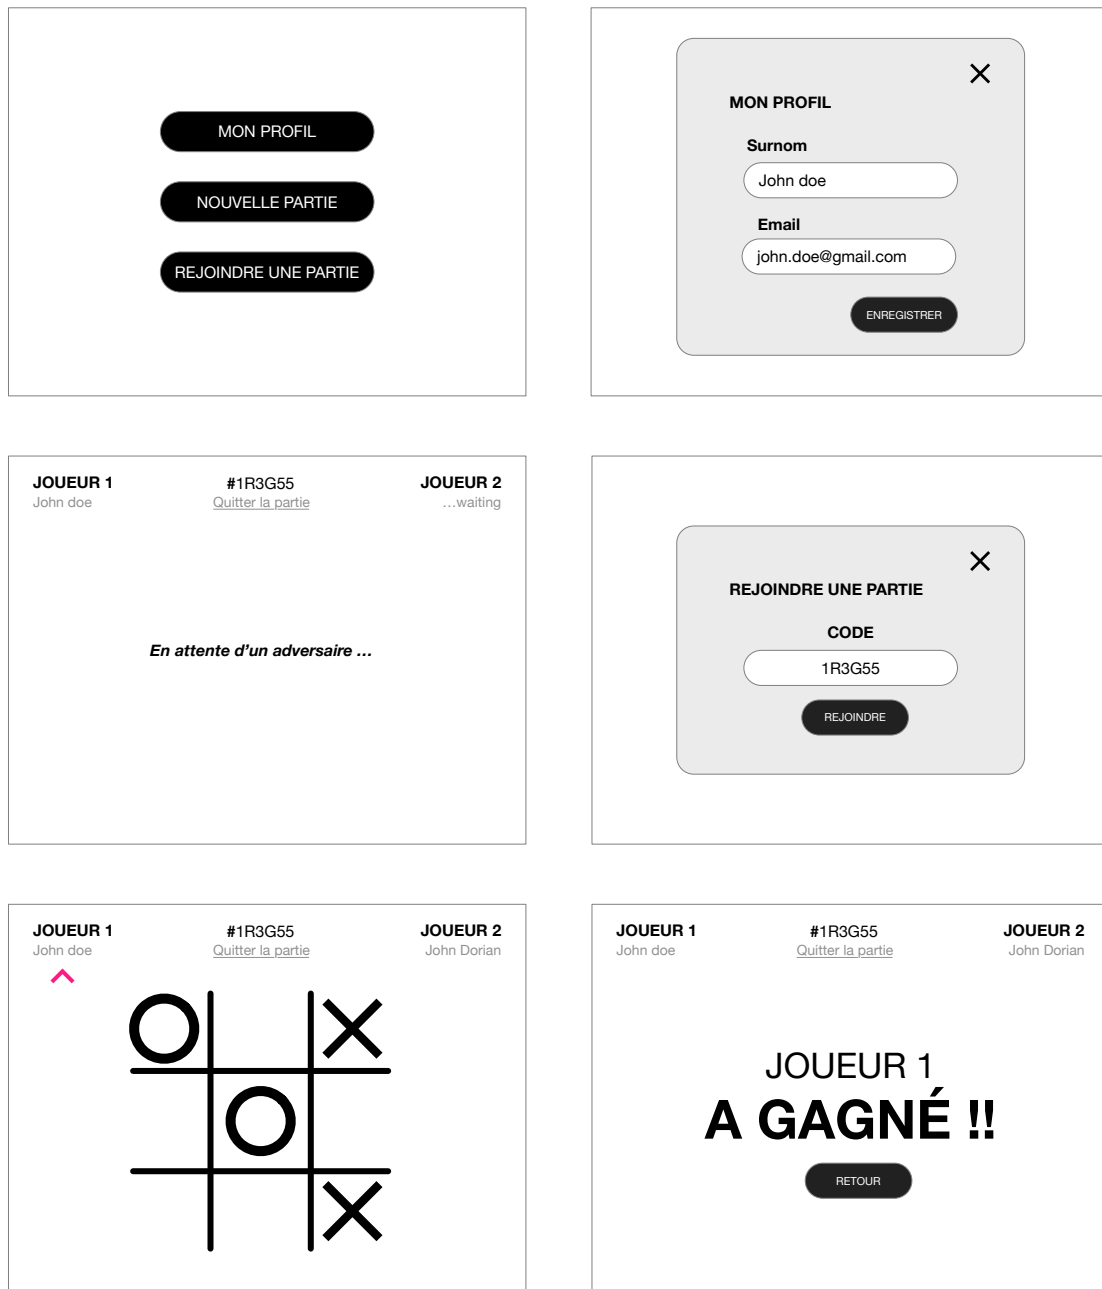 MON PROFIL
NOUVELLE PARTIE
REJOINDRE UNE PARTIE
MON PROFIL
Surnom
John doe
Email
john.doe@gmail.com
ENREGISTRER
JOUEUR 1
John doe
#1R3G55
Quitter la partie
JOUEUR 2
…waiting
En attente d’un adversaire …
REJOINDRE UNE PARTIE
CODE
1R3G55
REJOINDRE
JOUEUR 1
John doe
#1R3G55
Quitter la partie
JOUEUR 2
John Dorian
JOUEUR 1
John doe
#1R3G55
Quitter la partie
JOUEUR 2
John Dorian
JOUEUR 1
A GAGNÉ !!
RETOUR